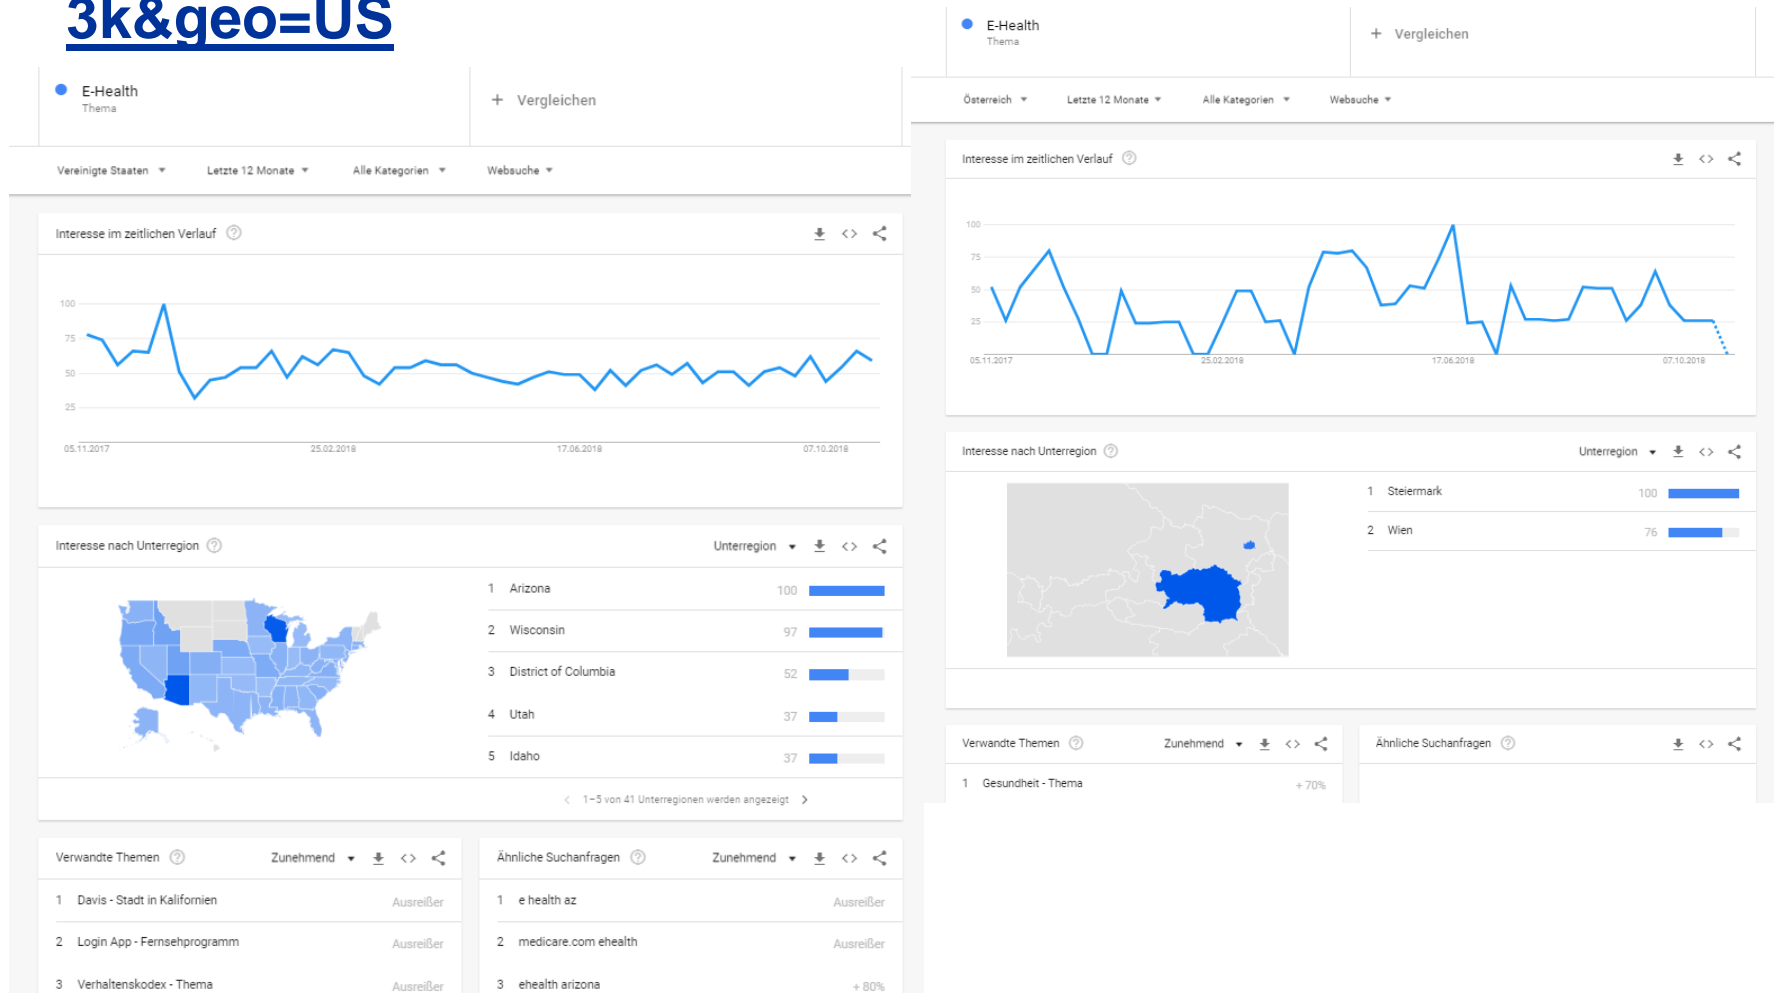 3k&geo=US
E-Health
Thema
+ Vergleichen
Vereinigte Staaten
Letzte 12 Monate
Alle Kategorien
Websuche
Interesse im zeitlichen Verlauf
100
75
50
25
05.11.2017
25.02.2018
17.06.2018
07.10.2018
Interesse nach Unterregion
Unterregion
1 Arizona 100
2 Wisconsin 97
3 District of Columbia 52
4 Utah 37
5 Idaho 37
1–5 von 41 Unterregionen werden angezeigt
Verwandte Themen
Zunehmend
1 Davis - Stadt in Kalifornien Ausreißer
2 Login App - Fernsehprogramm Ausreißer
3 Verhaltenskodex - Thema Ausreißer
Ähnliche Suchanfragen
Zunehmend
1 e health az Ausreißer
2 medicare.com ehealth Ausreißer
3 ehealth arizona + 80%
E-Health
Thema
+ Vergleichen
Österreich
Letzte 12 Monate
Alle Kategorien
Websuche
Interesse im zeitlichen Verlauf
100
75
50
25
05.11.2017
25.02.2018
17.06.2018
07.10.2018
Interesse nach Unterregion
Unterregion
1 Steiermark 100
2 Wien 76
Verwandte Themen
Zunehmend
1 Gesundheit - Thema + 70%
Ähnliche Suchanfragen